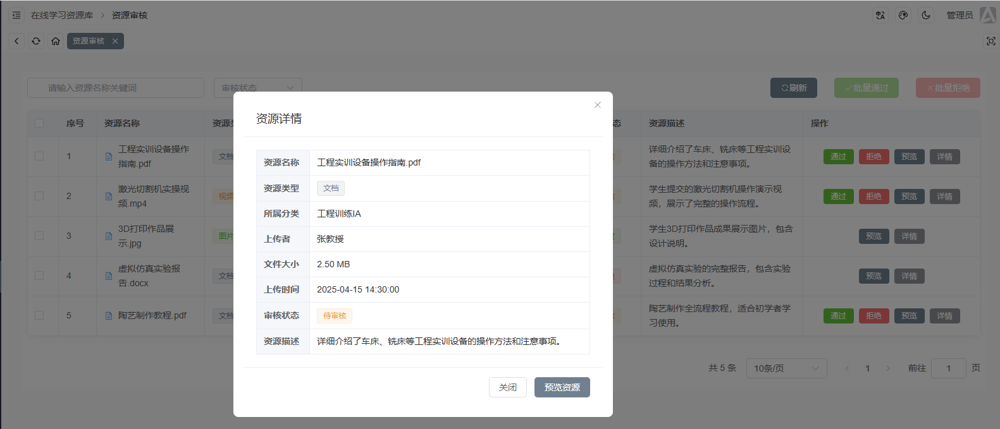 在线学习资源库 > 资源审核
管理员
资源审核 ×
请输入资源名称关键词
审核状态
刷新
批量通过
批量拒绝
序号 资源名称 资源 态 资源描述 操作
1 工程实训设备操作指南.pdf 文档 详细介绍了车床、铣床等工程实训设备的操作方法和注意事项。 通过 拒绝 预览 详情
2 激光切割机实操视频.mp4 视频 学生提交的激光切割机操作演示视频，展示了完整的操作流程。 通过 拒绝 预览 详情
3 3D打印作品展示.jpg 图片 学生3D打印作品成果展示图片，包含设计说明。 预览 详情
4 虚拟仿真实验报告.docx 文档 虚拟仿真实验的完整报告，包含实验过程和结果分析。 预览 详情
5 陶艺制作教程.pdf 文档 陶艺制作全流程教程，适合初学者学习使用。 通过 拒绝 预览 详情
共 5 条 10条/页 < 1 > 前往 1 页
资源详情
资源名称 工程实训设备操作指南.pdf
资源类型 文档
所属分类 工程训练IA
上传者 张教授
文件大小 2.50 MB
上传时间 2025-04-15 14:30:00
审核状态 待审核
资源描述 详细介绍了车床、铣床等工程实训设备的操作方法和注意事项。
关闭 预览资源